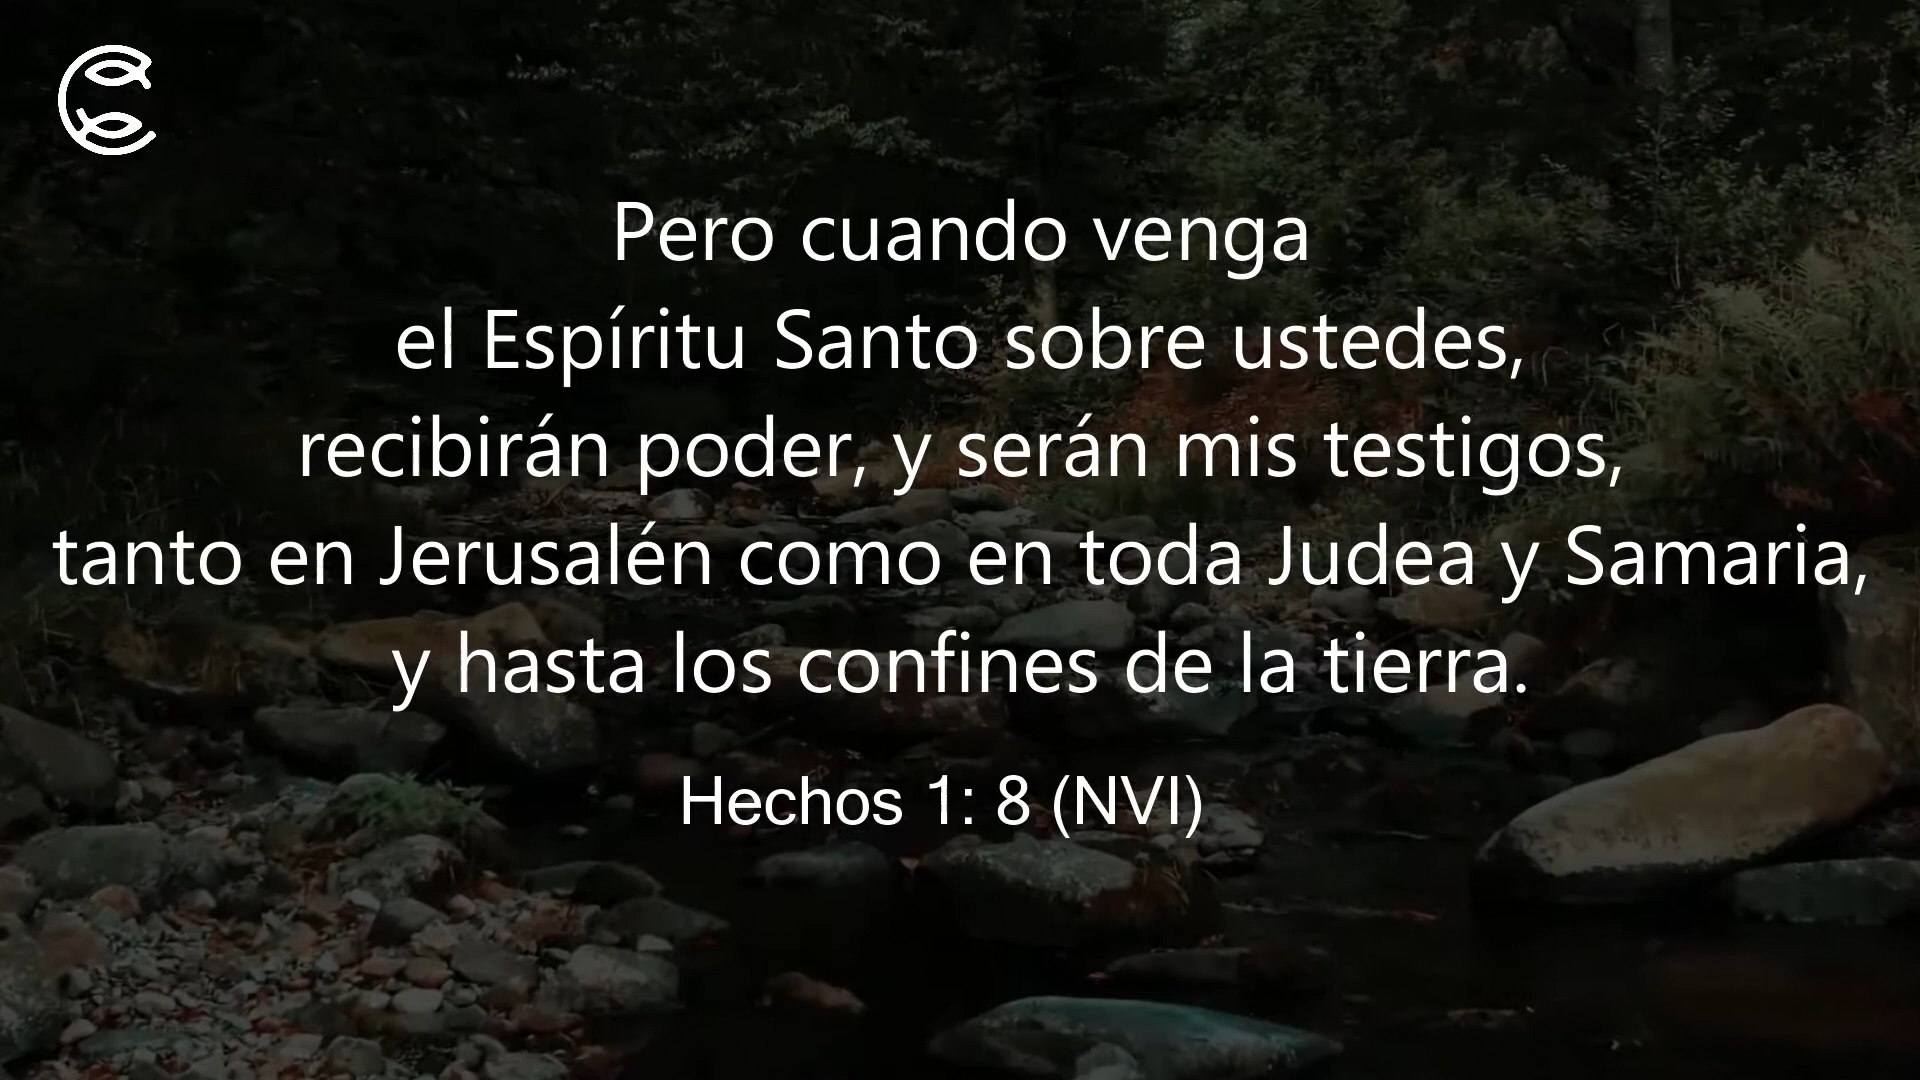 Pero cuando venga
el Espíritu Santo sobre ustedes,
recibirán poder, y serán mis testigos,
tanto en Jerusalén como en toda Judea y Samaria,
y hasta los confines de la tierra.
Hechos 1: 8 (NVI)